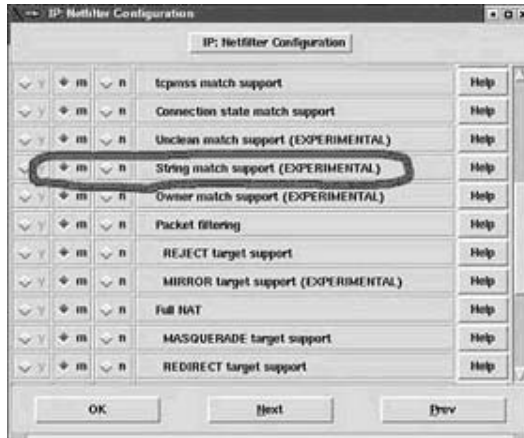 IP: Netfilter Configuration
IP: Netfilter Configuration
y m n tcpmss match support Help
y m n Connection state match support Help
y m n Unclean match support (EXPERIMENTAL) Help
m n String match support (EXPERIMENTAL) Help
y m n Owner match support (EXPERIMENTAL) Help
y m n Packet filtering Help
y m n REJECT target support Help
y m n MIRROR target support (EXPERIMENTAL) Help
y m n Full NAT Help
y m n MASQUERADE target support Help
y m n REDIRECT target support Help
OK Next Prev